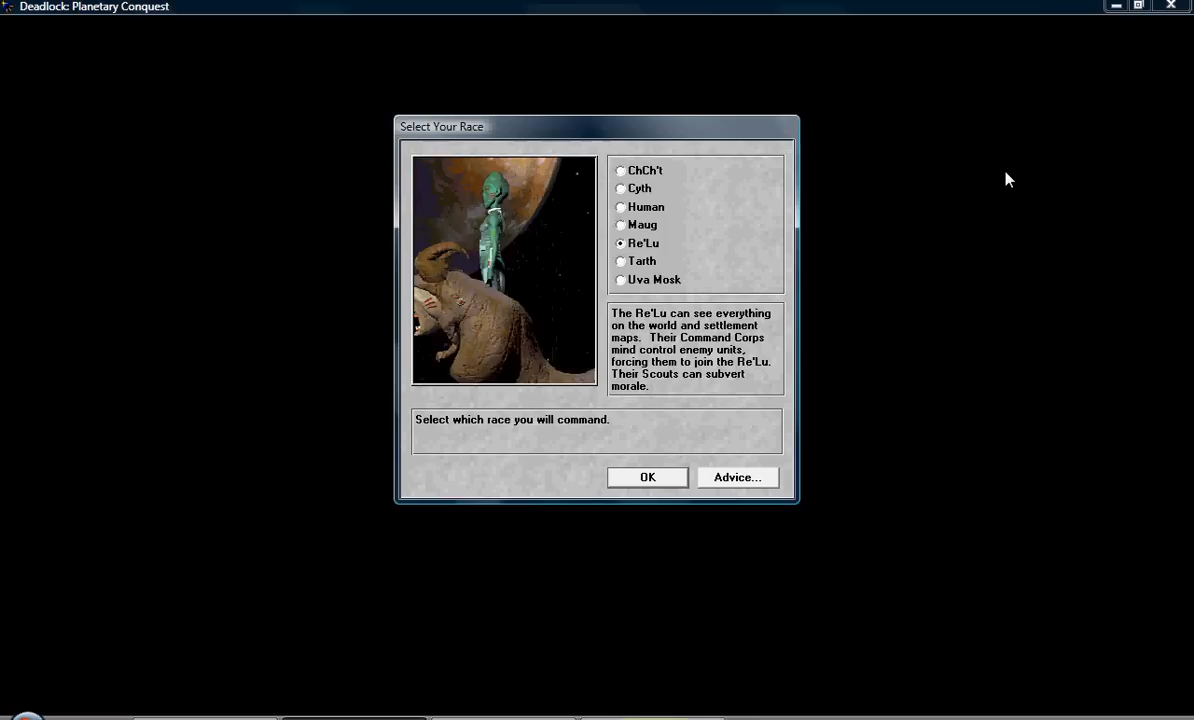 Deadlock: Planetary Conquest
Select Your Race
ChCh't
Cyth
Human
Maug
Re'Lu
Tarth
Uva Mosk
The Re'Lu can see everything
on the world and settlement
maps. Their Command Corps
mind control enemy units,
forcing them to join the Re'Lu.
Their Scouts can subvert
morale.
Select which race you will command.
OK
Advice...